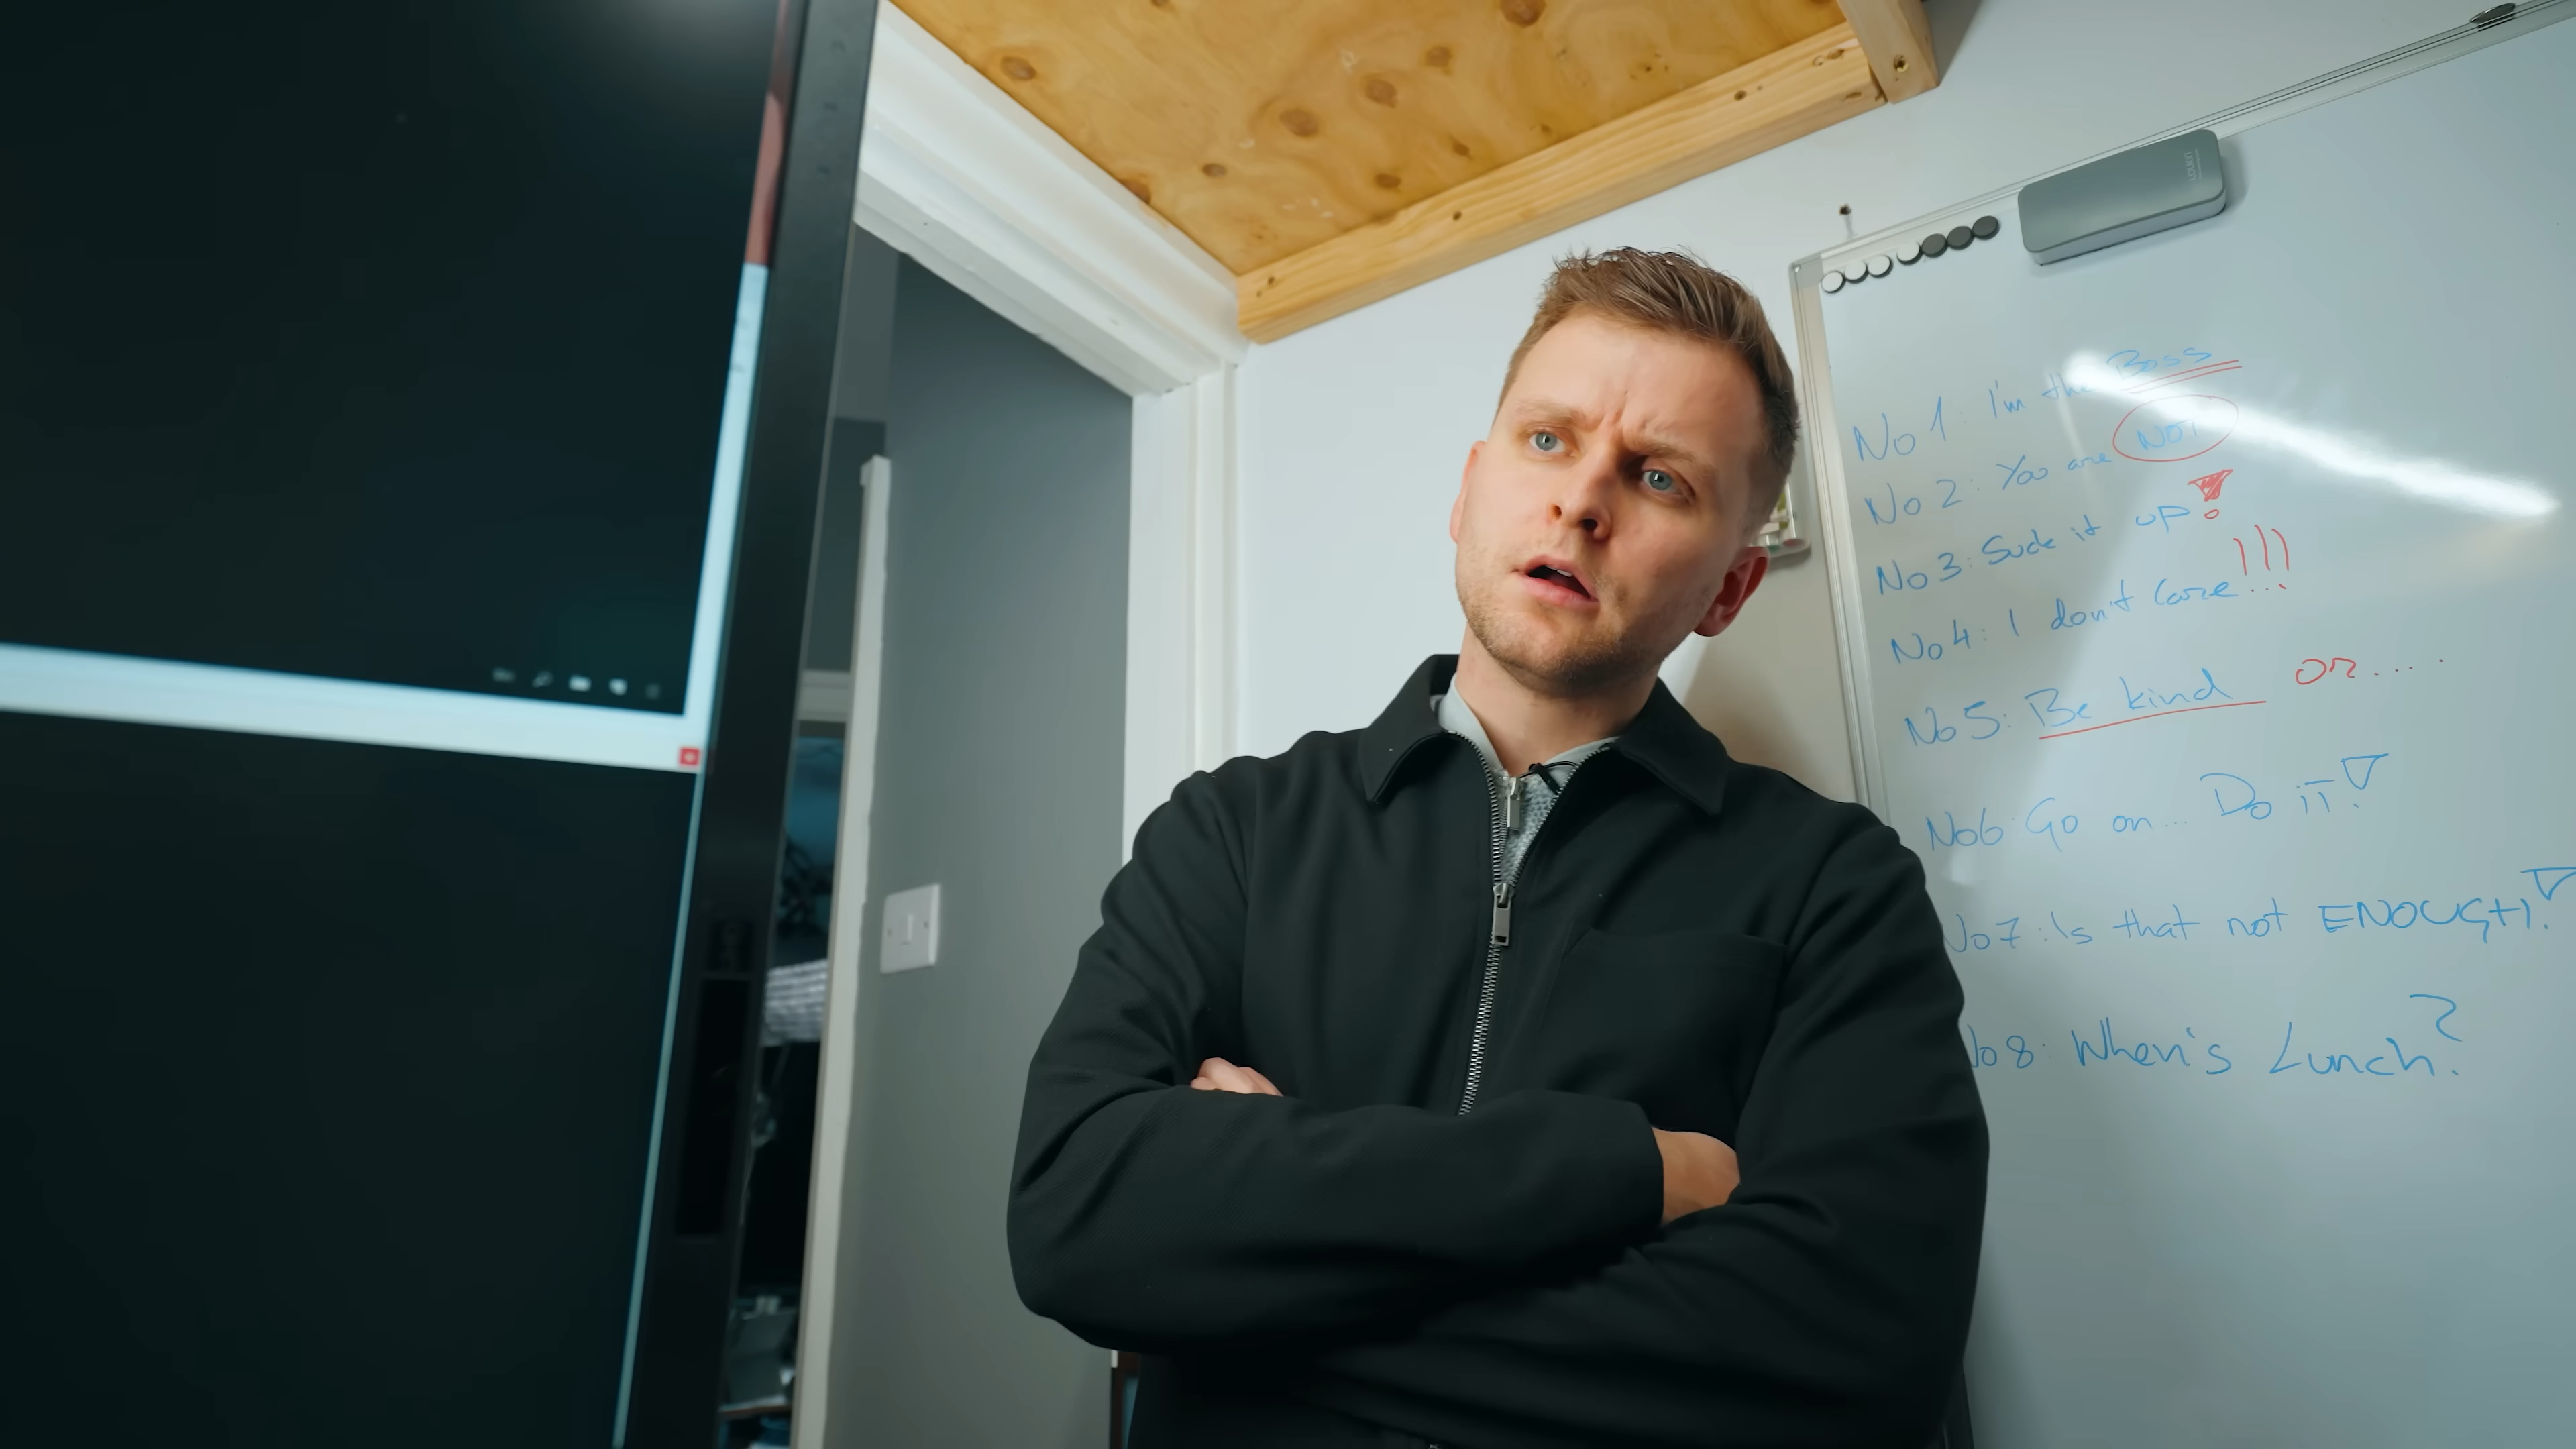 No 1: I'm the Boss
No 2: You are NOT
No 3: Suck it up!
No 4: I don't care!!!
No 5: Be kind or.....
No 6 Go on... Do it!
No 7: Is that not ENOUGH!
No 8: When's Lunch?